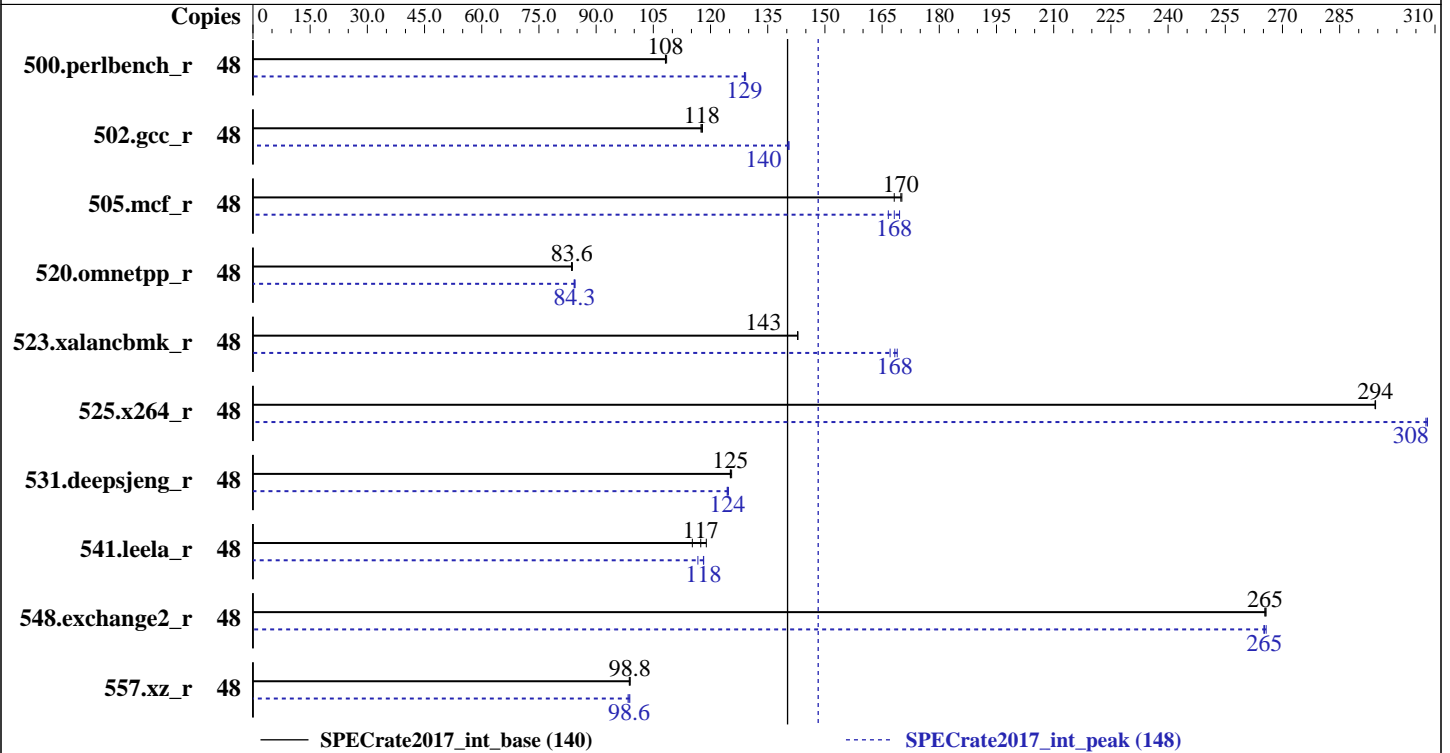 Copies 0 15.0 30.0 45.0 60.0 75.0 90.0 105 120 135 150 165 180 195 210 225 240 255 270 285 310
108
500.perlbench_r 48
129
118
502.gcc_r 48
140
170
505.mcf_r 48
168
83.6
520.omnetpp_r 48
84.3
143
523.xalancbmk_r 48
168
294
525.x264_r 48
308
125
531.deepsjeng_r 48
124
117
541.leela_r 48
118
265
548.exchange2_r 48
265
98.8
557.xz_r 48
98.6
SPECrate2017_int_base (140) SPECrate2017_int_peak (148)